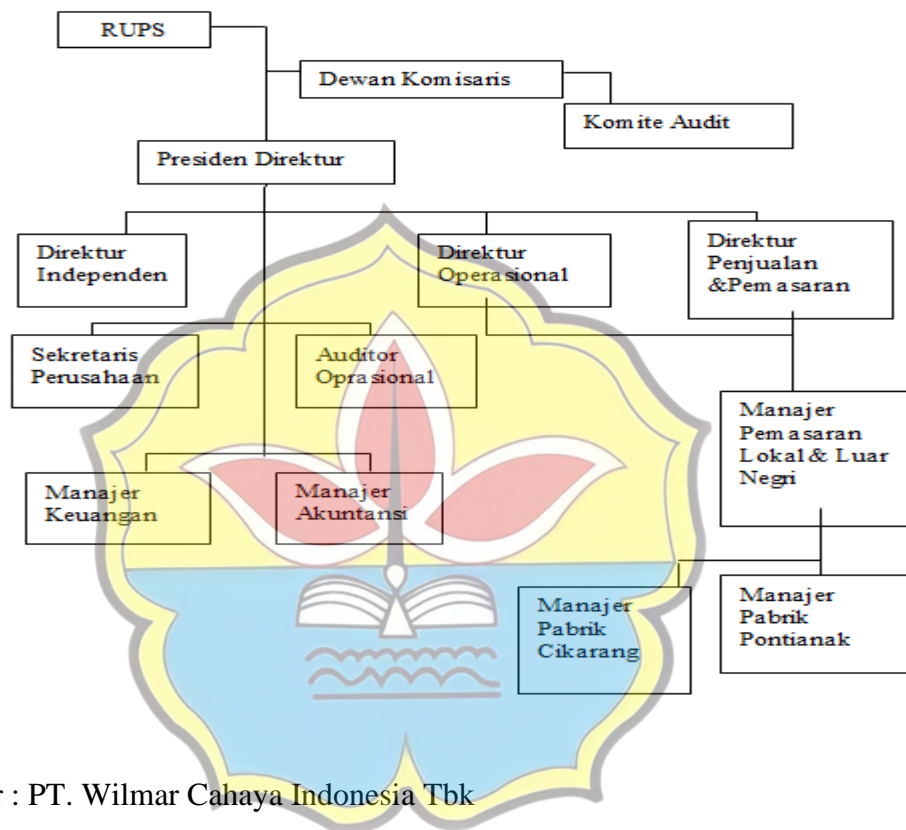 RUPS
Dewan Komisaris
Komite Audit
Presiden Direktur
Direktur
Independen
Direktur
Operasional
Direktur
Penjualan
&Pemasaran
Sekretaris
Perusahaan
Auditor
Oprasional
Manajer
Pemasaran
Lokal & Luar
Negri
Manajer
Keuangan
Manajer
Akuntansi
Manajer
Pabrik
Cikarang
Manajer
Pabrik
Pontianak
: PT. Wilmar Cahaya Indonesia Tbk